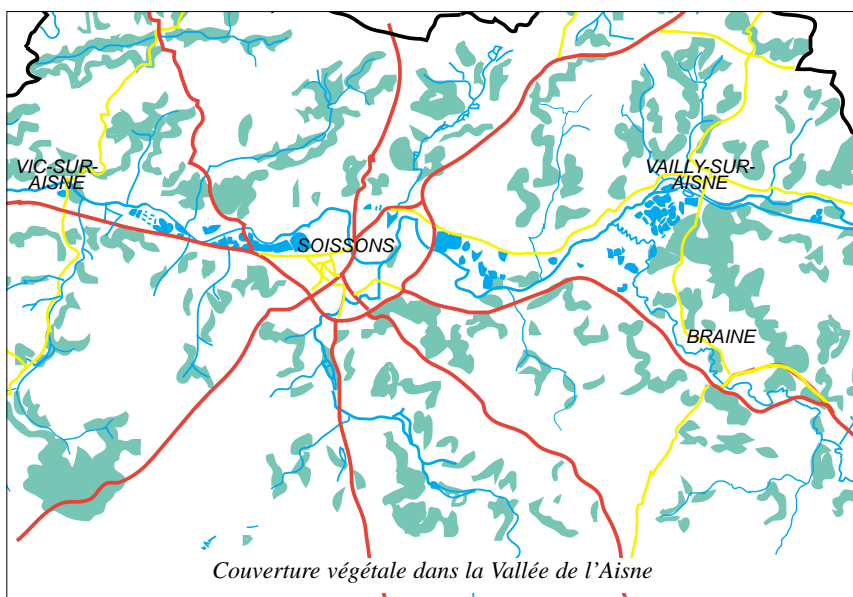 VIC-SUR-
AISNE
VAILLY-SUR-
AISNE
SOISSONS
BRAINE
Couverture végétale dans la Vallée de l'Aisne